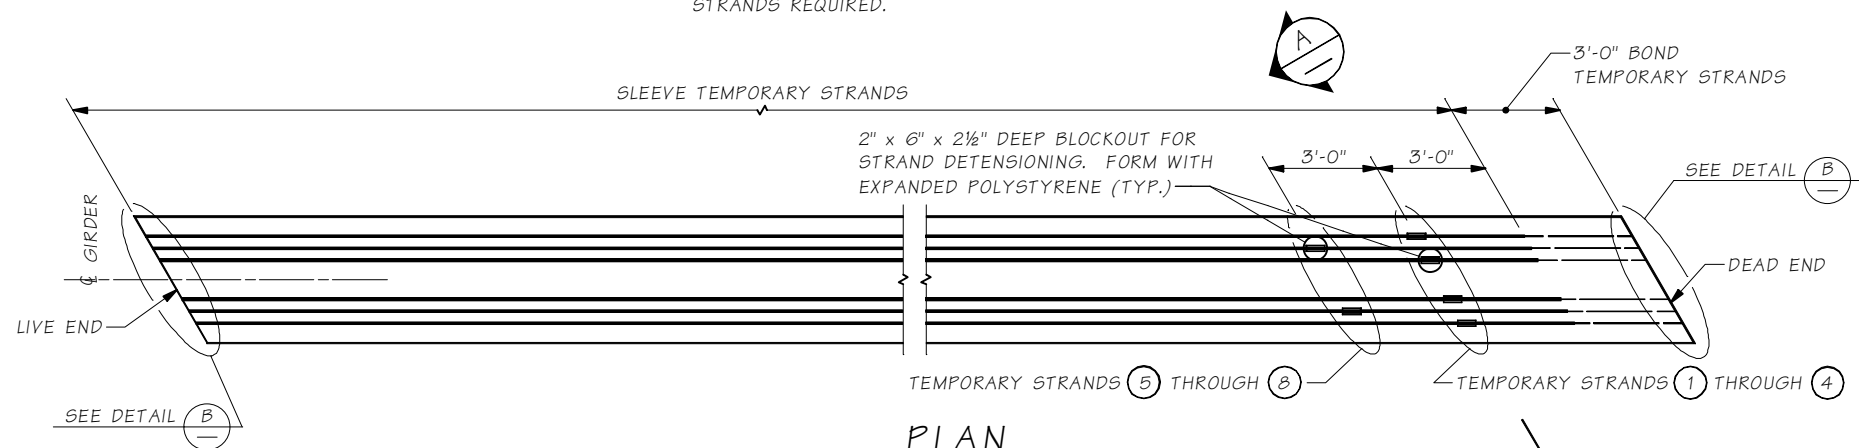 STRANDS REQUIRED.
A
3'-0" BOND
TEMPORARY STRANDS
SLEEVE TEMPORARY STRANDS
2" x 6" x 2½" DEEP BLOCKOUT FOR
STRAND DETENSIONING. FORM WITH
EXPANDED POLYSTYRENE (TYP.)
3'-0"
3'-0"
SEE DETAIL B
℄ GIRDER
DEAD END
LIVE END
TEMPORARY STRANDS 5 THROUGH 8
TEMPORARY STRANDS 1 THROUGH 4
SEE DETAIL B
PLAN